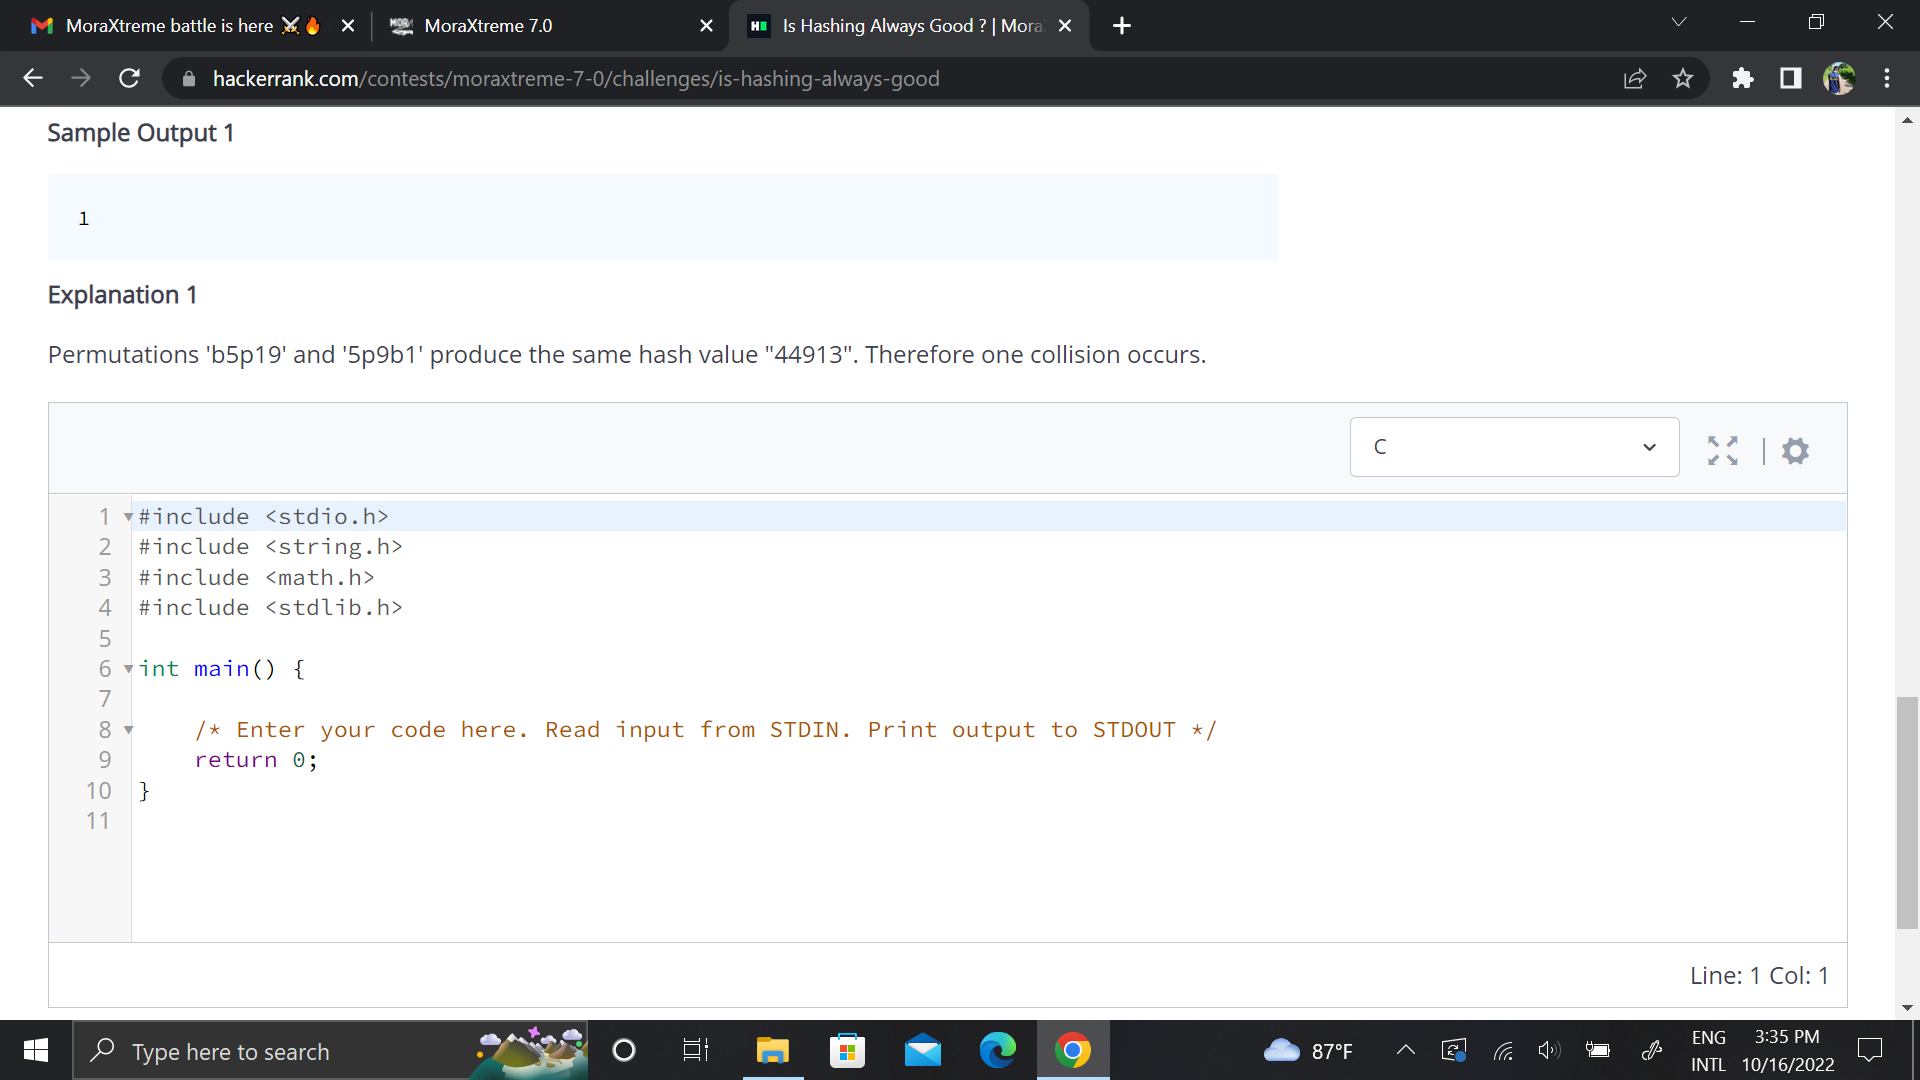 MoraXtreme battle is here ⚔🔥
MoraXtreme 7.0
Is Hashing Always Good ? | Mora
hackerrank.com/contests/moraxtreme-7-0/challenges/is-hashing-always-good
Sample Output 1
1
Explanation 1
Permutations 'b5p19' and '5p9b1' produce the same hash value "44913". Therefore one collision occurs.
C
1 #include <stdio.h>
2 #include <string.h>
3 #include <math.h>
4 #include <stdlib.h>
5
6 int main() {
7
8 /* Enter your code here. Read input from STDIN. Print output to STDOUT */
9 return 0;
10 }
11
Line: 1 Col: 1
Type here to search
87°F
ENG
INTL
3:35 PM
10/16/2022